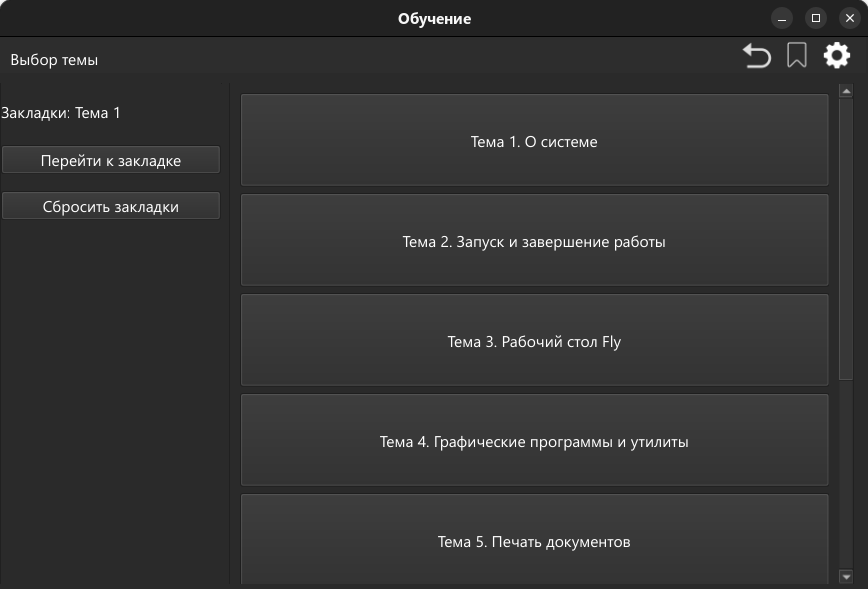 Обучение
Выбор темы
Закладки: Тема 1
Перейти к закладке
Сбросить закладки
Тема 1. О системе
Тема 2. Запуск и завершение работы
Тема 3. Рабочий стол Fly
Тема 4. Графические программы и утилиты
Тема 5. Печать документов